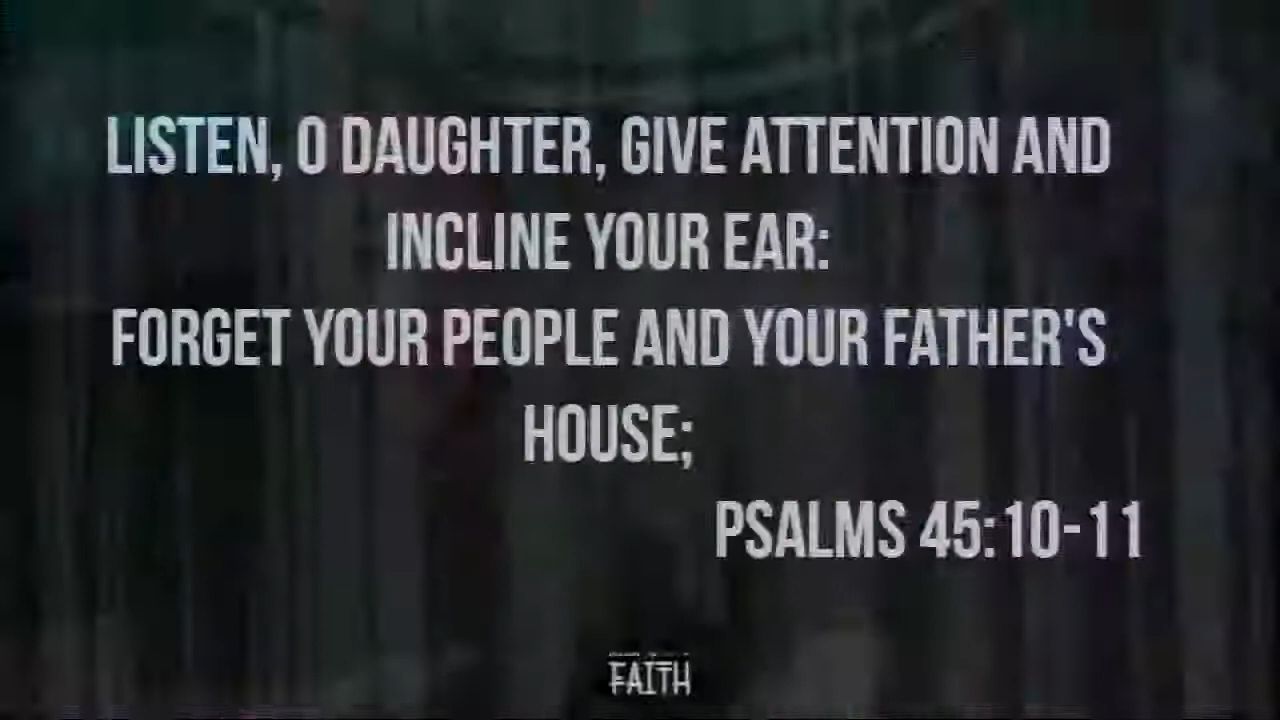 LISTEN, O DAUGHTER, GIVE ATTENTION AND
INCLINE YOUR EAR:
FORGET YOUR PEOPLE AND YOUR FATHER'S
HOUSE;
PSALMS 45:10-11
FAITH